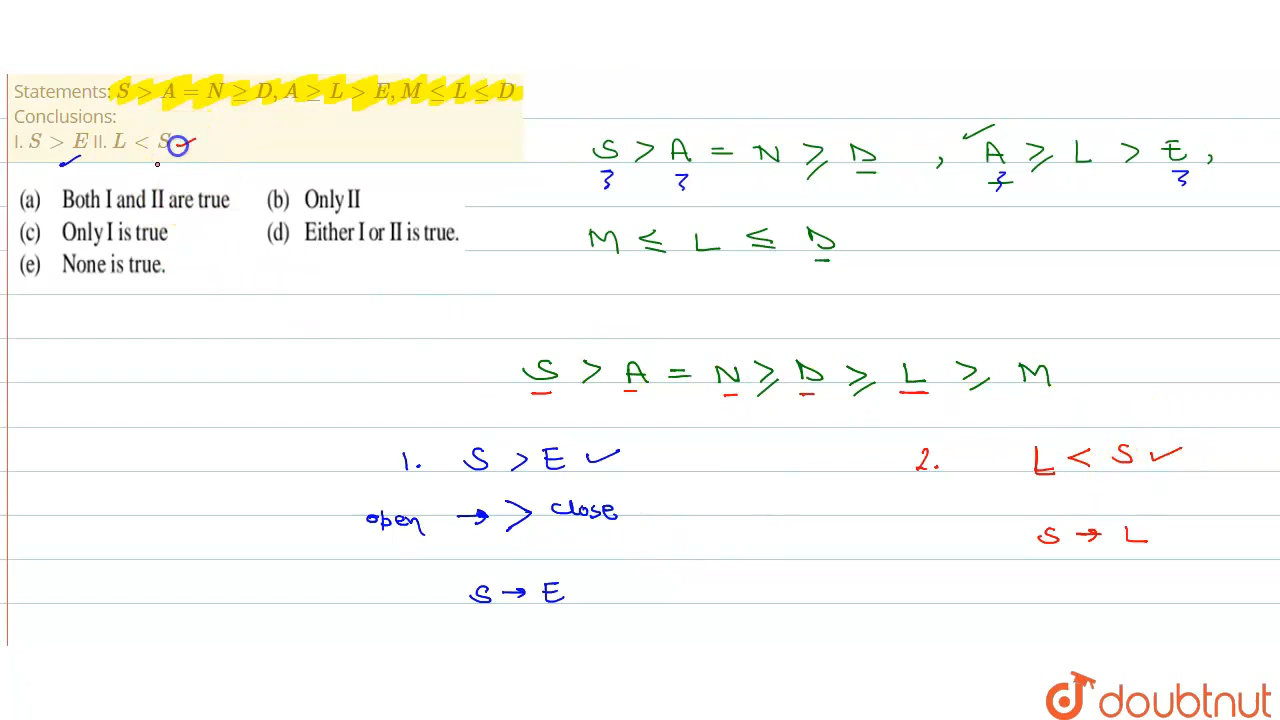 Statements: S > A = N ≥ D, A ≥ L > E, M ≤ L ≤ D
Conclusions:
I. S > E II. L < S
(a) Both I and II are true (b) Only II
(c) Only I is true (d) Either I or II is true.
(e) None is true.
S > A = N ≥ D , A ≥ L > E ,
M ≤ L ≤ D
S > A = N ≥ D ≥ L ≥ M
1. S > E ✓
open → > close
S → E
2. L < S ✓
S → L
doubtnut